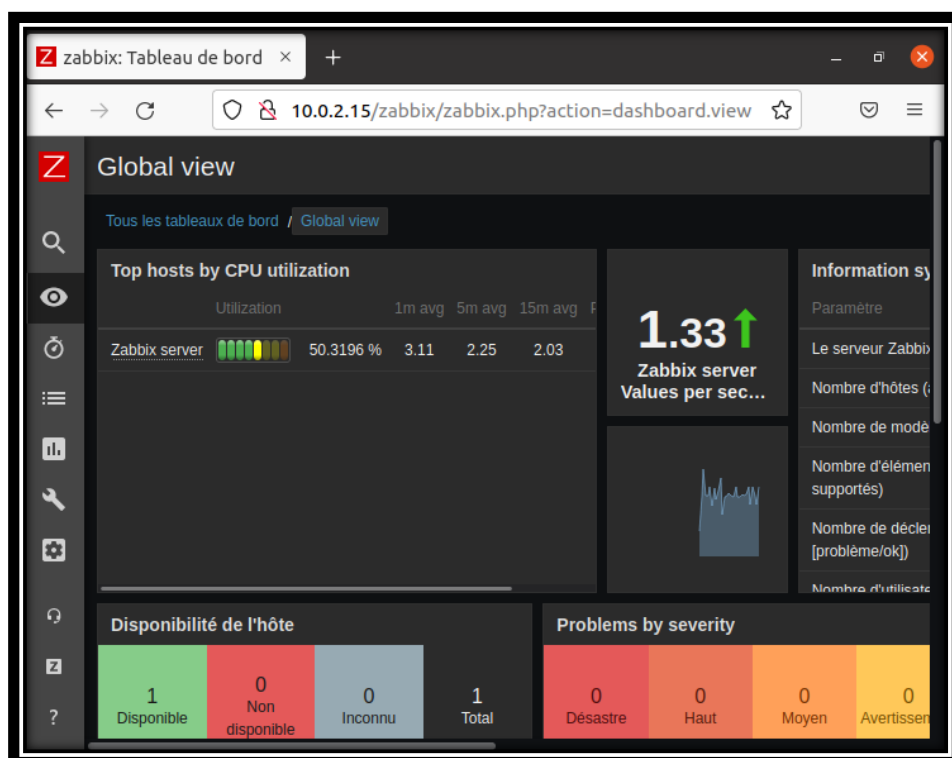 Z zabbix: Tableau de bord
10.0.2.15/zabbix/zabbix.php?action=dashboard.view
Z
Global view
Tous les tableaux de bord / Global view
Top hosts by CPU utilization
Utilization 1m avg 5m avg 15m avg
Zabbix server 50.3196 % 3.11 2.25 2.03
1.33
Zabbix server
Values per sec...
Information sy
Paramètre
Le serveur Zabbix
Nombre d'hôtes (
Nombre de modè
Nombre d'élémen
supportés)
Nombre de décle
[problème/ok])
Nombre d'utilisate
Disponibilité de l'hôte
1
Disponible
0
Non
disponible
0
Inconnu
1
Total
Problems by severity
0
Désastre
0
Haut
0
Moyen
0
Avertissem
Z
?